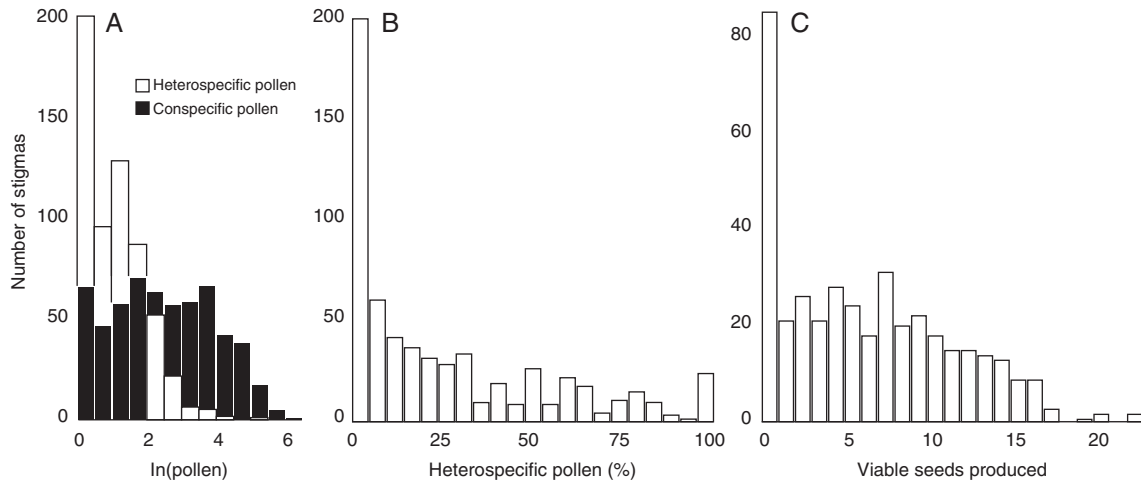 A
200
150
100
50
0
Number of stigmas
Heterospecific pollen
Conspecific pollen
0 2 4 6
ln(pollen)
B
200
150
100
50
0
0 25 50 75 100
Heterospecific pollen (%)
C
80
60
40
20
0
0 5 10 15 20
Viable seeds produced